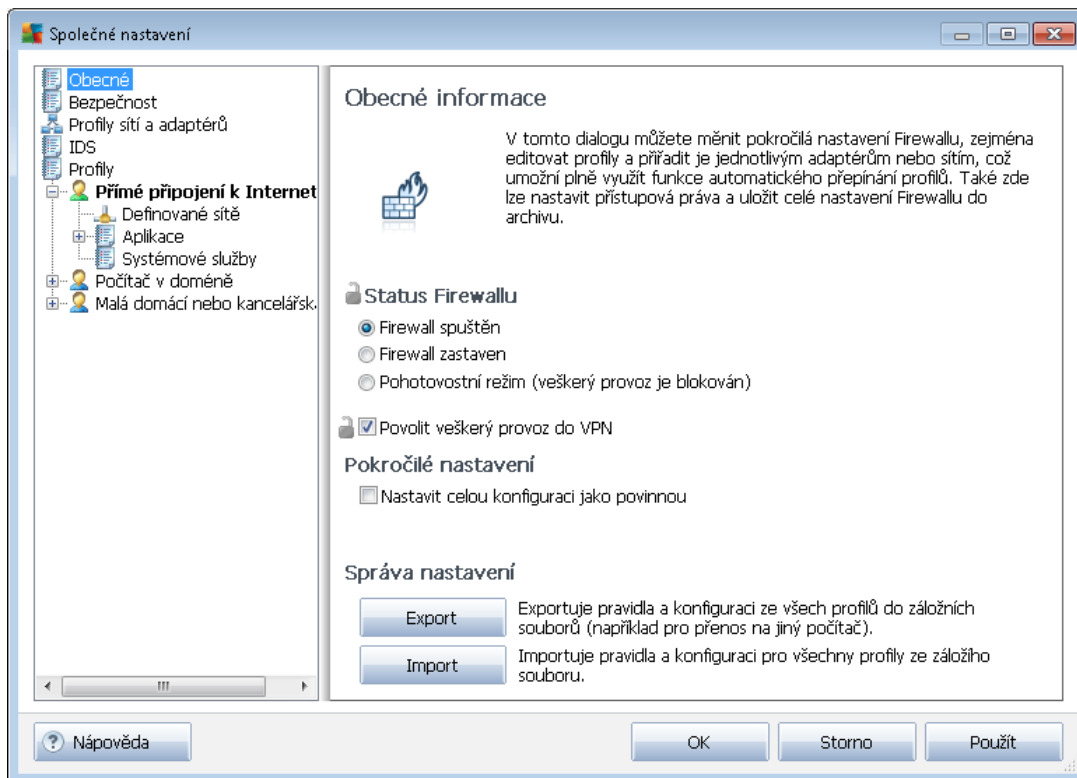 Společné nastavení
Obecné
Bezpečnost
Profily sítí a adaptérů
IDS
Profily
Přímé připojení k Internet
Definované sítě
Aplikace
Systémové služby
Počítač v doméně
Malá domácí nebo kancelářsk
Obecné informace
V tomto dialogu můžete měnit pokročilá nastavení Firewallu, zejména
editovat profily a přiřadit je jednotlivým adaptérům nebo sítím, což
umožní plně využít funkce automatického přepínání profilů. Také zde
lze nastavit přístupová práva a uložit celé nastavení Firewallu do
archivu.
Status Firewallu
Firewall spuštěn
Firewall zastaven
Pohotovostní režim (veškerý provoz je blokován)
Povolit veškerý provoz do VPN
Pokročilé nastavení
Nastavit celou konfiguraci jako povinnou
Správa nastavení
Export
Exportuje pravidla a konfiguraci ze všech profilů do záložních
souborů (například pro přenos na jiný počítač).
Import
Importuje pravidla a konfiguraci pro všechny profily ze záložího
souboru.
Nápověda
OK
Storno
Použít